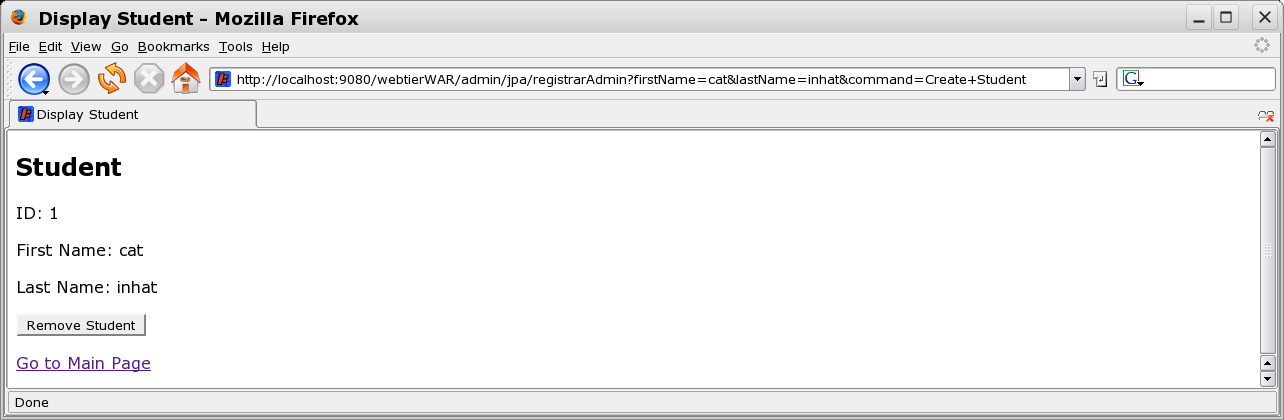 Display Student - Mozilla Firefox
File Edit View Go Bookmarks Tools Help
http://localhost:9080/webtierWAR/admin/jpa/registrarAdmin?firstName=cat&lastName=inhat&command=Create+Student
G
Display Student
Student
ID: 1
First Name: cat
Last Name: inhat
Remove Student
Go to Main Page
Done